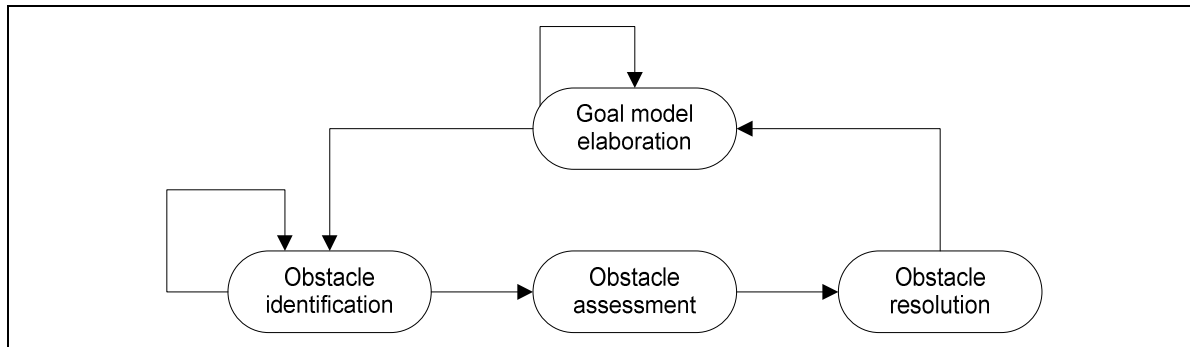 Goal model
elaboration
Obstacle
identification
Obstacle
assessment
Obstacle
resolution